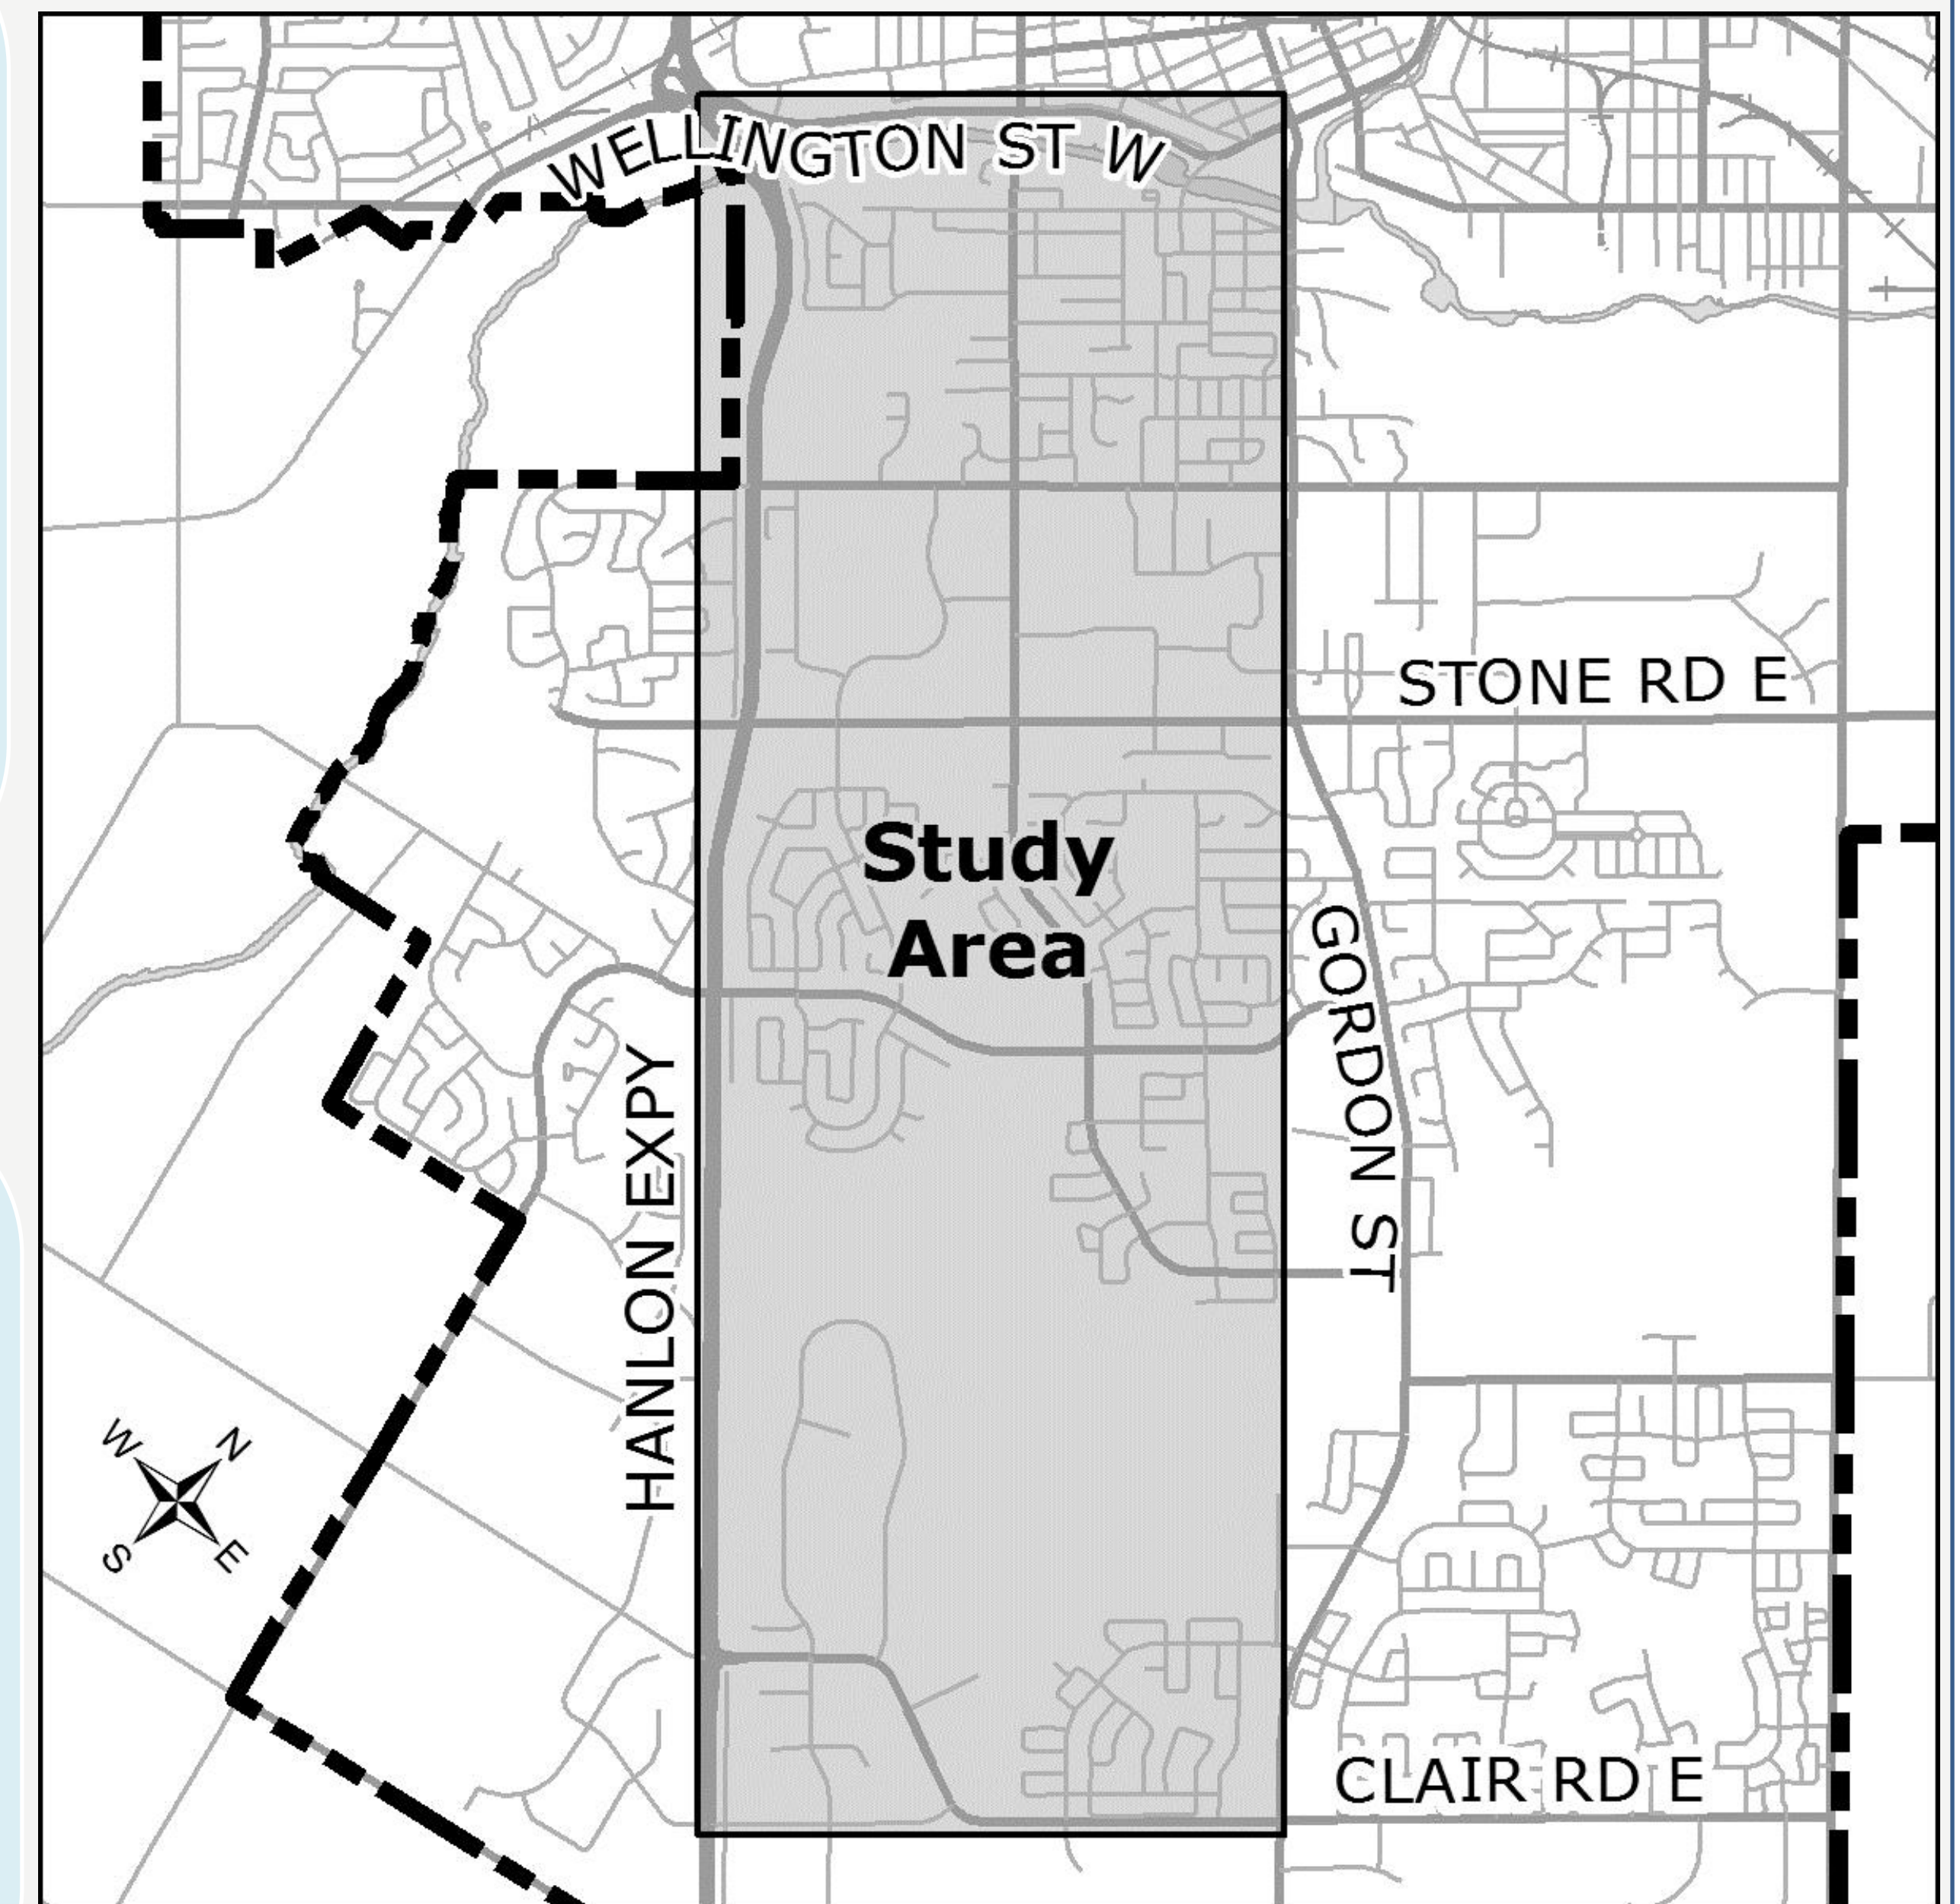 WELLINGTON ST W
STONE RD E
Study
Area
GORDON ST
HANLON EXPY
W
N
S
E
CLAIR RD E